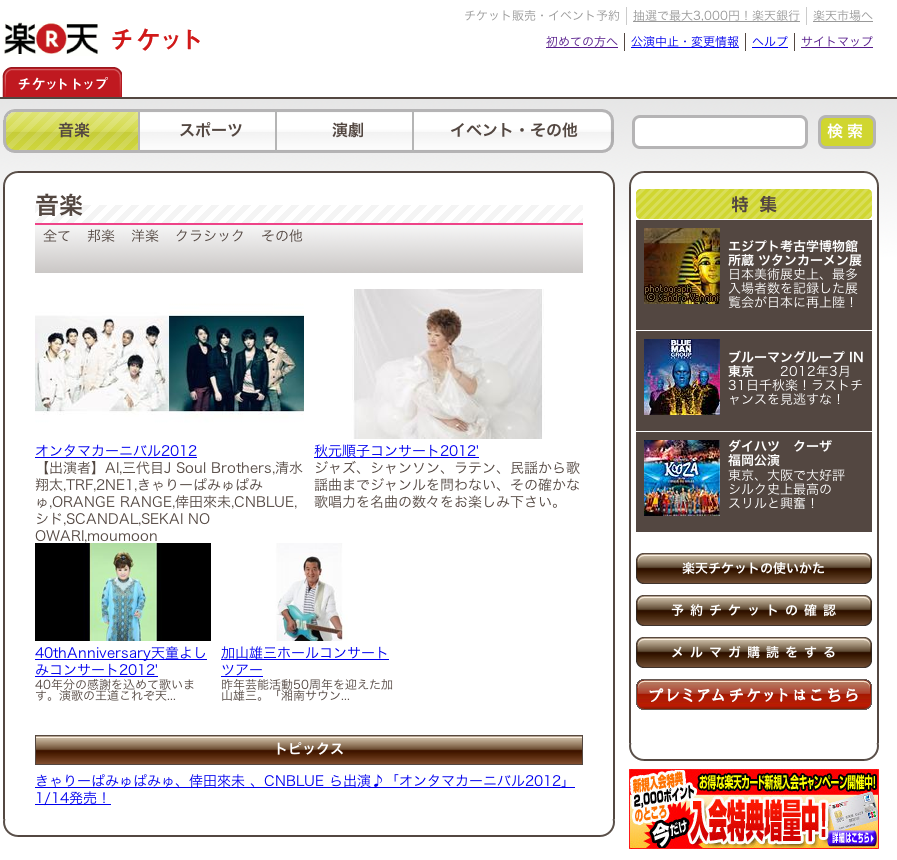 チケット販売・イベント予約 抽選で最大3,000円！楽天銀行 楽天市場へ
楽R天 チケット
初めての方へ 公演中止・変更情報 ヘルプ サイトマップ
チケットトップ
音楽 スポーツ 演劇 イベント・その他 検索
音楽
全て 邦楽 洋楽 クラシック その他
オンタマカーニバル2012
【出演者】AI,三代目J Soul Brothers,清水
翔太,TRF,2NE1,きゃりーぱみゅぱみ
ゅ,ORANGE RANGE,倖田來未,CNBLUE,
シド,SCANDAL,SEKAI NO
OWARI,moumoon
秋元順子コンサート2012'
ジャズ、シャンソン、ラテン、民謡から歌
謡曲までジャンルを問わない、その確かな
歌唱力を名曲の数々をお楽しみ下さい。
40thAnniversary天童よし
みコンサート2012'
40年分の感謝を込めて歌いま
す。演歌の王道これぞ天...
加山雄三ホールコンサート
ツアー
昨年芸能活動50周年を迎えた加
山雄三。「湘南サウン...
トピックス
きゃりーぱみゅぱみゅ、倖田來未 、CNBLUE ら出演♪「オンタマカーニバル2012」
1/14発売！
特集
photograph=
© Sandro Vannini
エジプト考古学博物館
所蔵 ツタンカーメン展
日本美術展史上、最多
入場者数を記録した展
覧会が日本に再上陸！
BLUE
MAN
GROUP
ブルーマングループ IN
東京 2012年3月
31日千秋楽！ラストチ
ャンスを見逃すな！
KOOZA
ダイハツ クーザ
福岡公演
東京、大阪で大好評
シルク史上最高の
スリルと興奮！
楽天チケットの使いかた
予約チケットの確認
メルマガ購読をする
プレミアムチケットはこちら
お得な楽天カード新規入会キャンペーン開催中!
新規入会特典
2,000ポイント
のところ
今だけ
入会特典増量中!
詳細はこちら